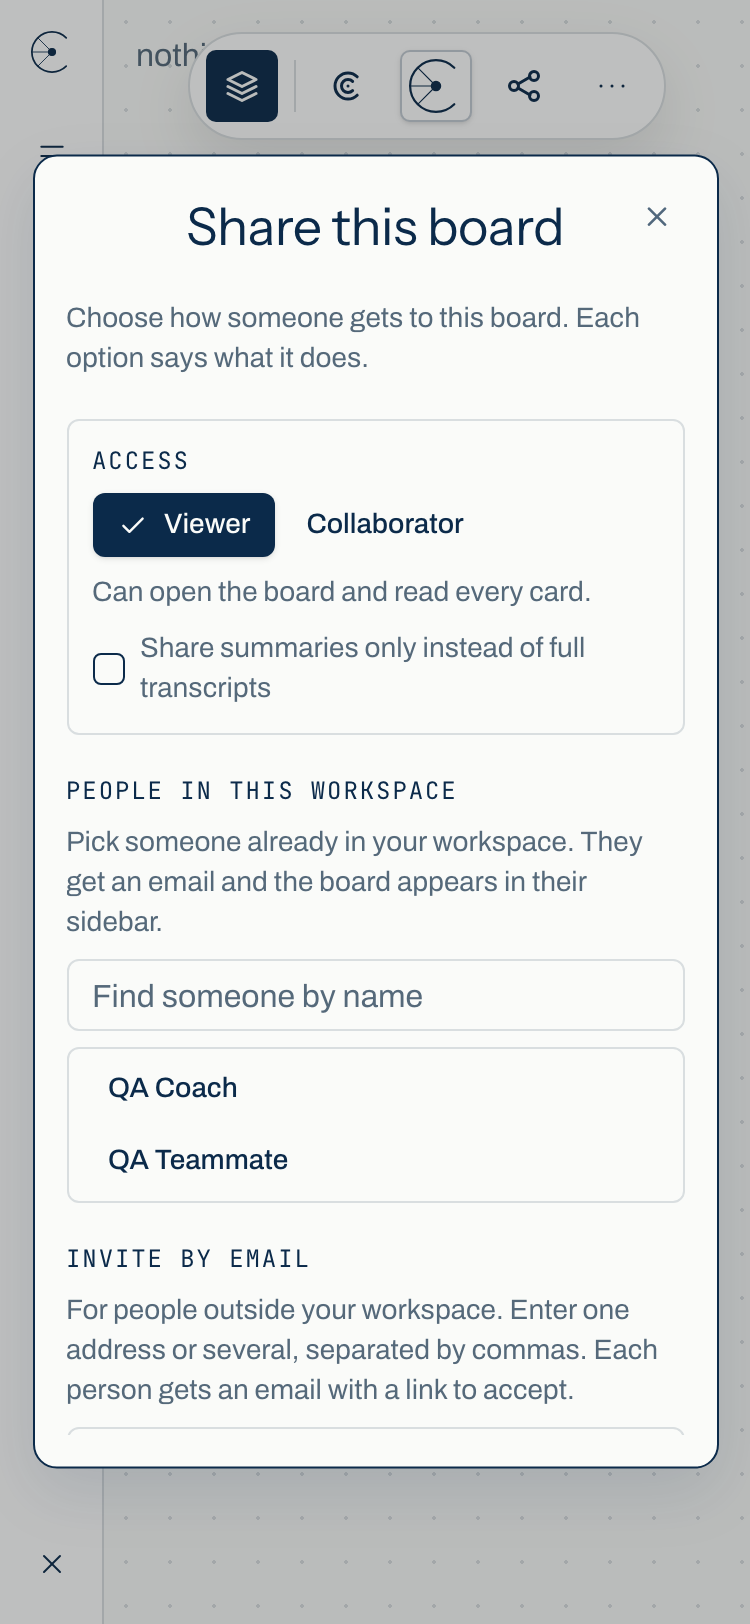 Share this board
Choose how someone gets to this board. Each
option says what it does.
ACCESS
Viewer
Collaborator
Can open the board and read every card.
Share summaries only instead of full
transcripts
PEOPLE IN THIS WORKSPACE
Pick someone already in your workspace. They
get an email and the board appears in their
sidebar.
Find someone by name
QA Coach
QA Teammate
INVITE BY EMAIL
For people outside your workspace. Enter one
address or several, separated by commas. Each
person gets an email with a link to accept.